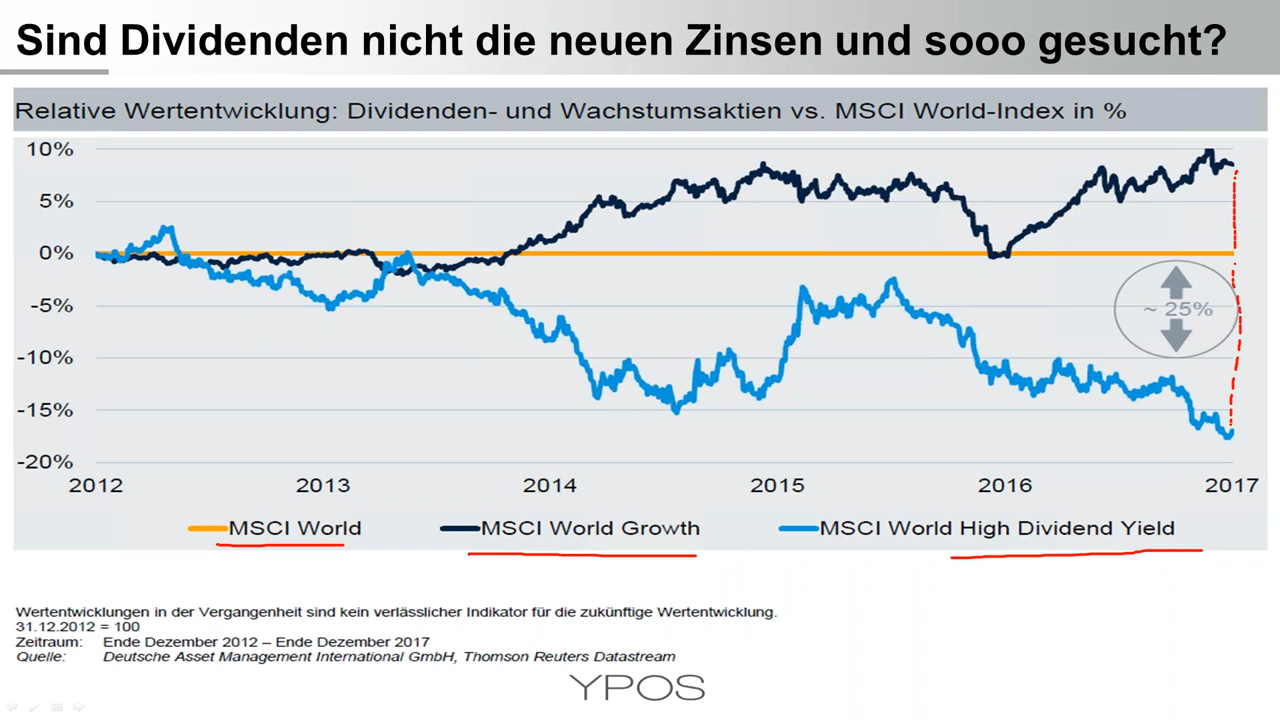 Sind Dividenden nicht die neuen Zinsen und sooo gesucht?
Relative Wertentwicklung: Dividenden- und Wachstumsaktien vs. MSCI World-Index in %
10%
5%
0%
-5%
-10%
-15%
-20%
~ 25%
2012 2013 2014 2015 2016 2017
MSCI World MSCI World Growth MSCI World High Dividend Yield
Wertentwicklungen in der Vergangenheit sind kein verlässlicher Indikator für die zukünftige Wertentwicklung.
31.12.2012 = 100
Zeitraum: Ende Dezember 2012 – Ende Dezember 2017
Quelle: Deutsche Asset Management International GmbH, Thomson Reuters Datastream
YPOS